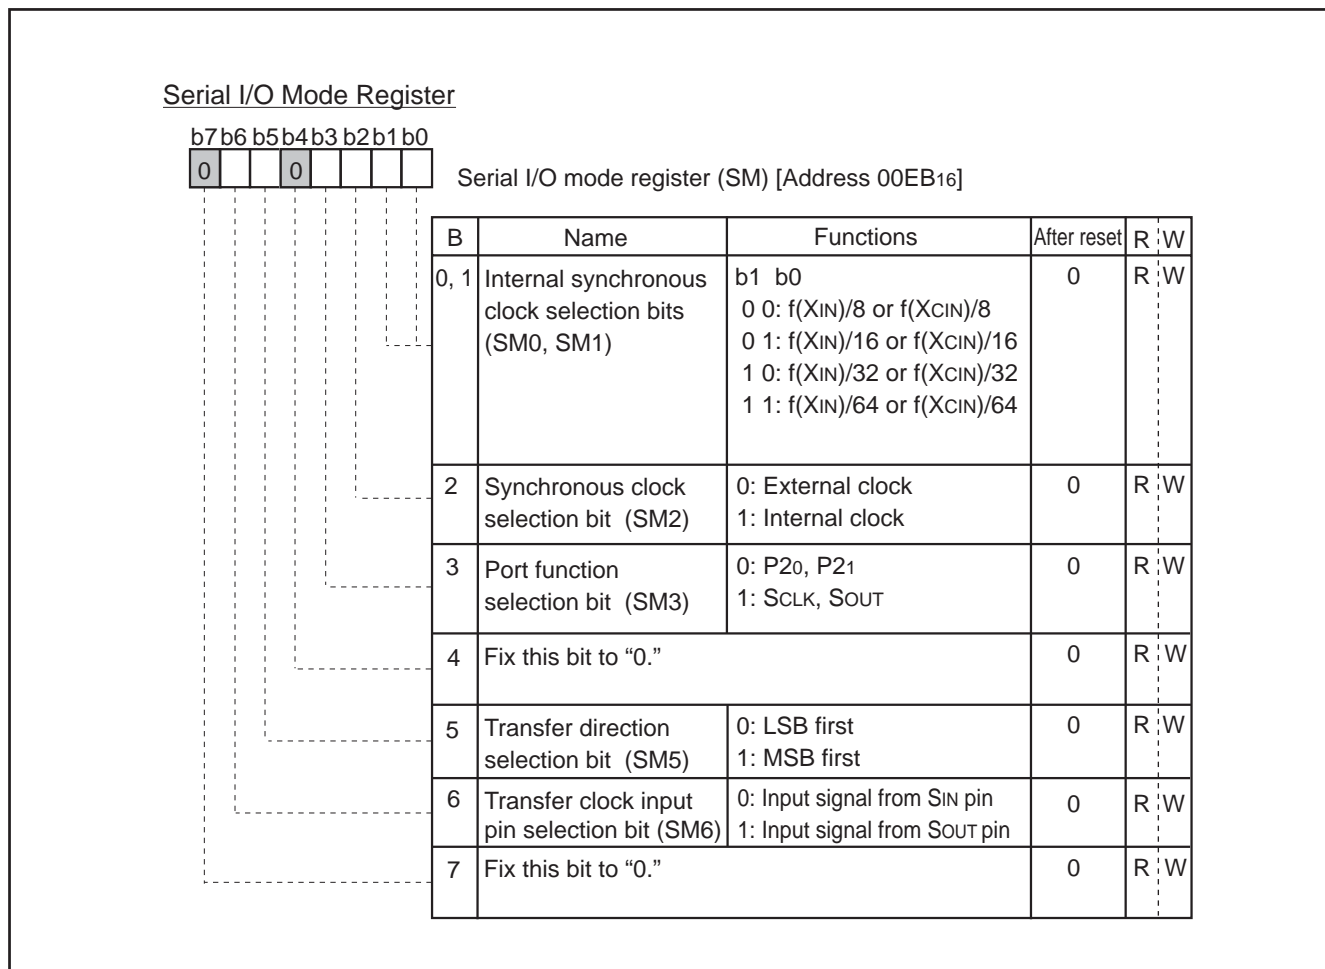 Serial I/O Mode Register
b7 b6 b5 b4 b3 b2 b1 b0
0 0
Serial I/O mode register (SM) [Address 00EB16]
B Name Functions After reset R W
0, 1 Internal synchronous clock selection bits (SM0, SM1) b1 b0 0 R W
0 0: f(XIN)/8 or f(XCIN)/8
0 1: f(XIN)/16 or f(XCIN)/16
1 0: f(XIN)/32 or f(XCIN)/32
1 1: f(XIN)/64 or f(XCIN)/64
2 Synchronous clock 0: External clock 0 R W
selection bit (SM2) 1: Internal clock
3 Port function 0: P20, P21 0 R W
selection bit (SM3) 1: SCLK, SOUT
4 Fix this bit to “0.” 0 R W
5 Transfer direction 0: LSB first 0 R W
selection bit (SM5) 1: MSB first
6 Transfer clock input 0: Input signal from SIN pin 0 R W
pin selection bit (SM6) 1: Input signal from SOUT pin
7 Fix this bit to “0.” 0 R W